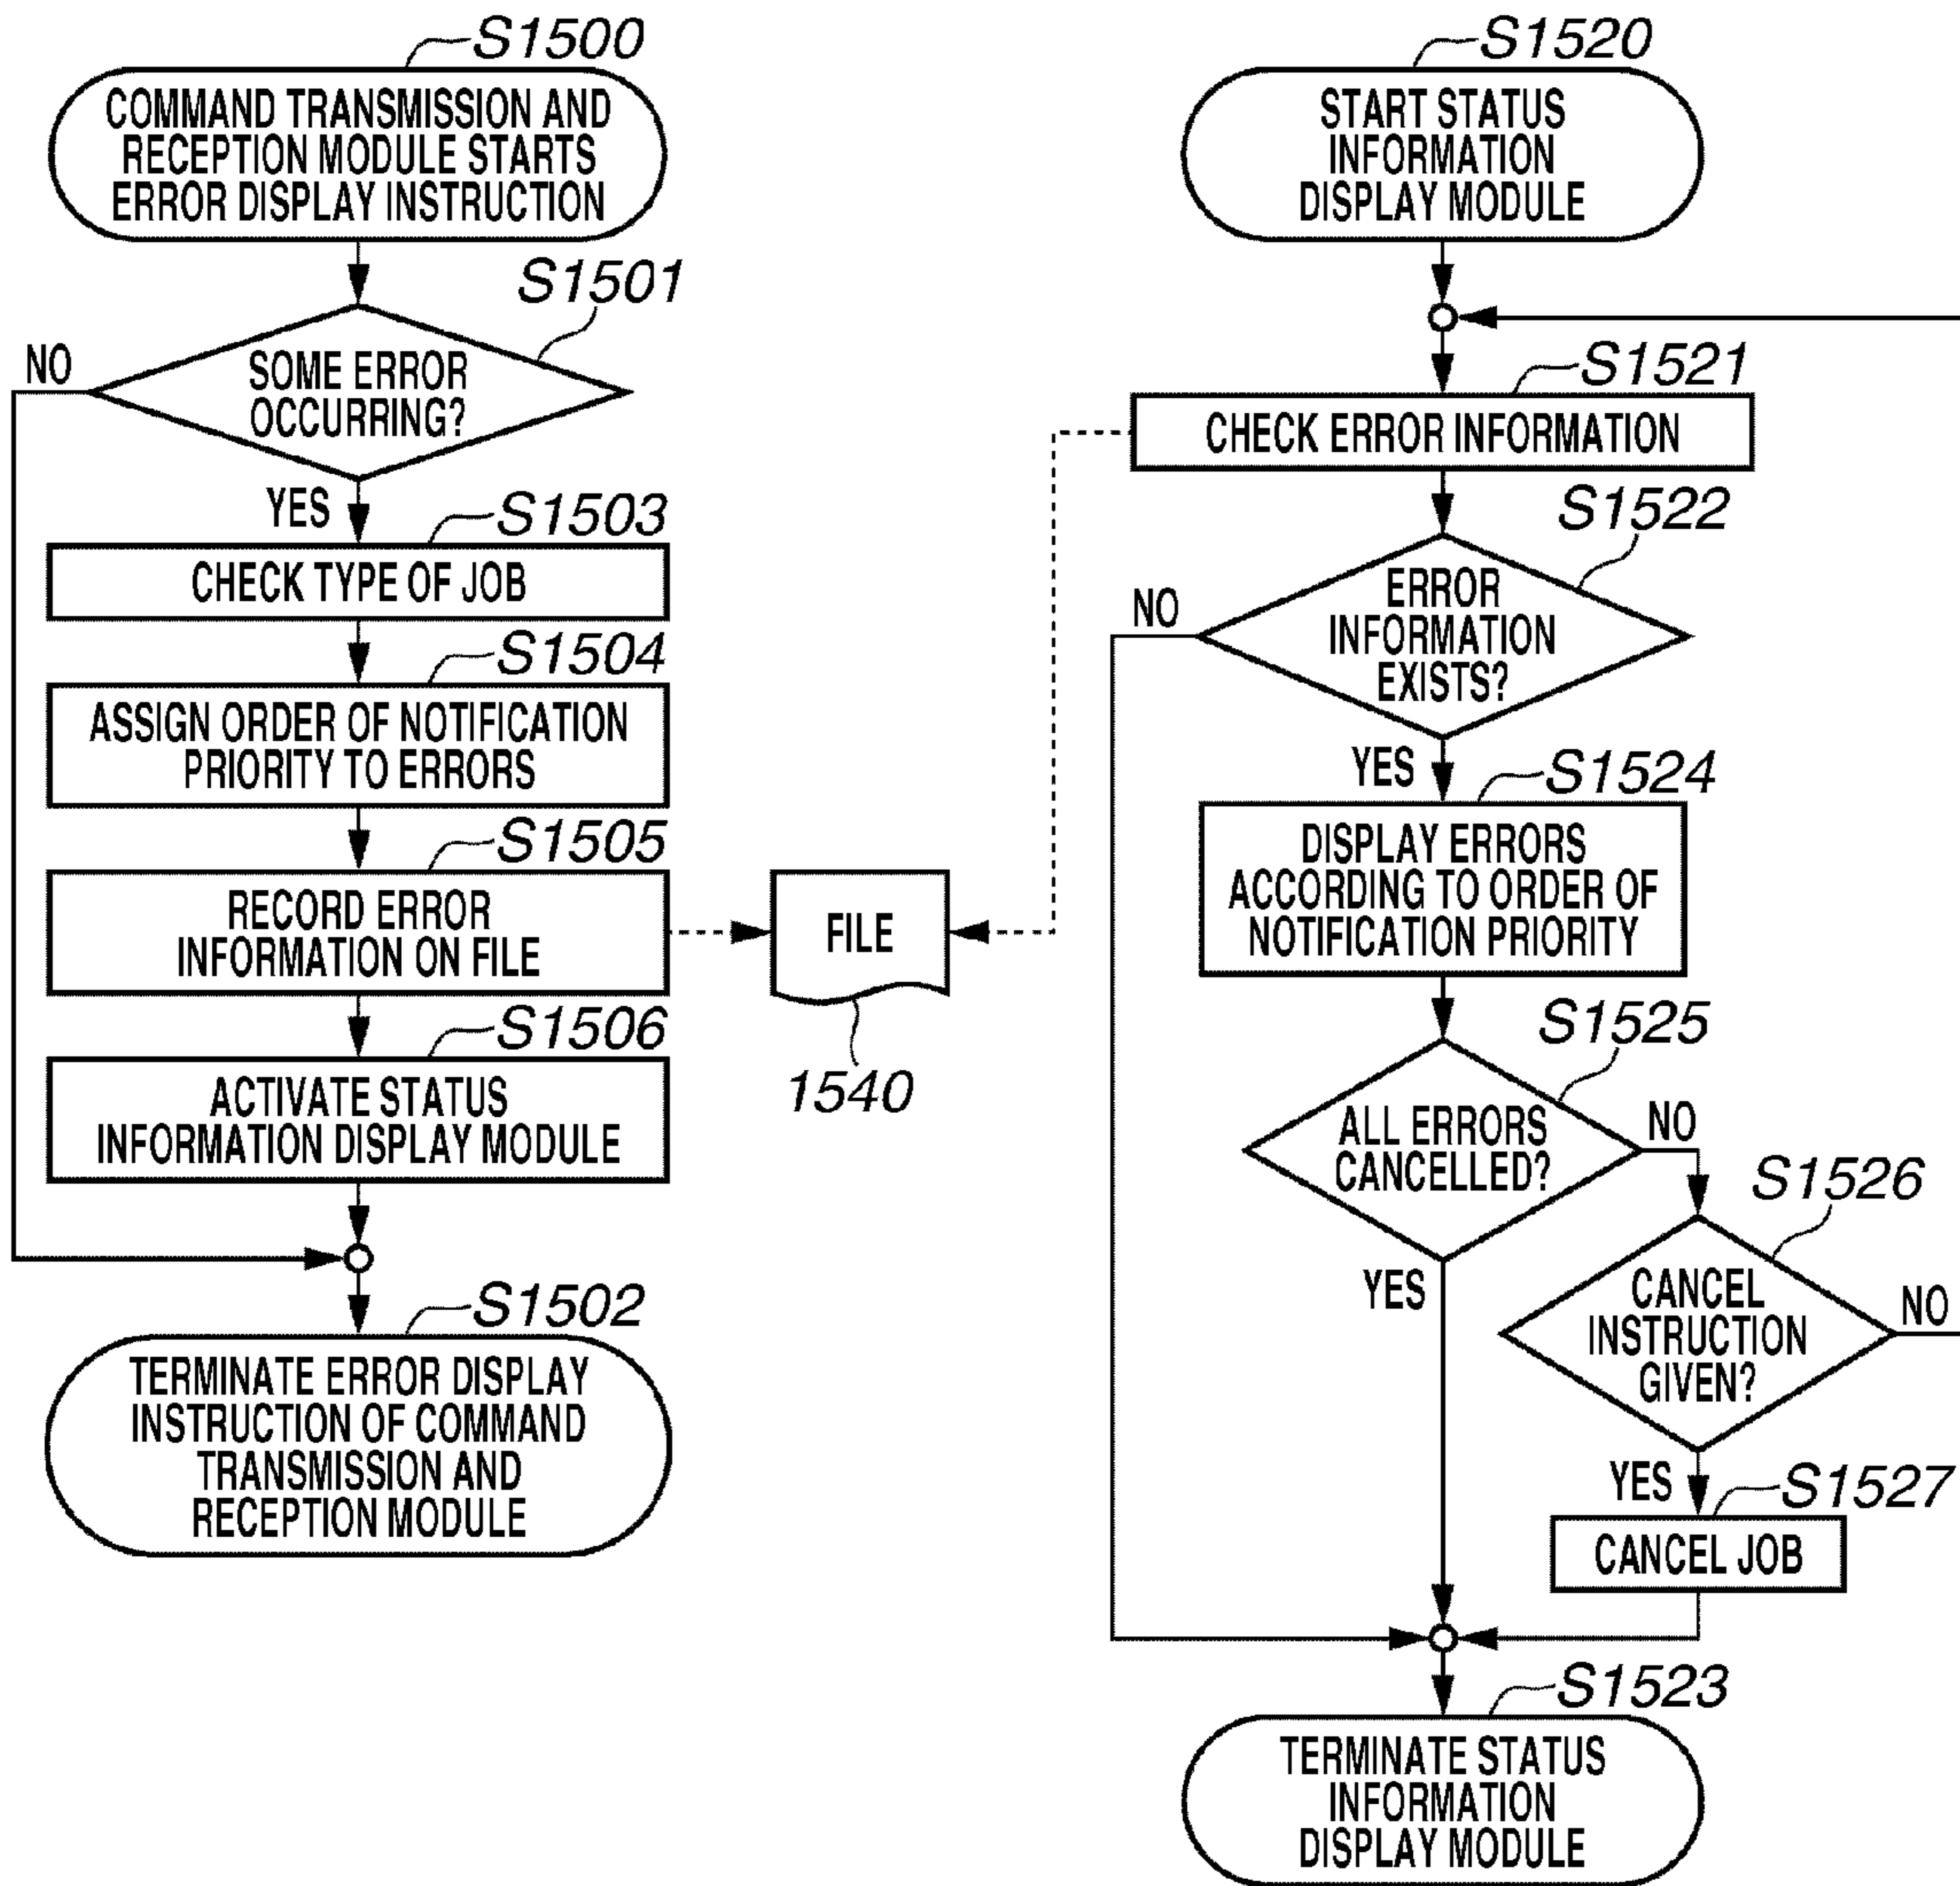 S1500
COMMAND TRANSMISSION AND
RECEPTION MODULE STARTS
ERROR DISPLAY INSTRUCTION
S1501
SOME ERROR
OCCURRING?
NO
YES
S1503
CHECK TYPE OF JOB
S1504
ASSIGN ORDER OF NOTIFICATION
PRIORITY TO ERRORS
S1505
RECORD ERROR
INFORMATION ON FILE
S1506
ACTIVATE STATUS
INFORMATION DISPLAY MODULE
S1502
TERMINATE ERROR DISPLAY
INSTRUCTION OF COMMAND
TRANSMISSION AND
RECEPTION MODULE
FILE
1540
S1520
START STATUS
INFORMATION
DISPLAY MODULE
S1521
CHECK ERROR INFORMATION
S1522
ERROR
INFORMATION
EXISTS?
NO
YES
S1524
DISPLAY ERRORS
ACCORDING TO ORDER OF
NOTIFICATION PRIORITY
S1525
ALL ERRORS
CANCELLED?
NO
YES
S1526
CANCEL
INSTRUCTION
GIVEN?
NO
YES
S1527
CANCEL JOB
S1523
TERMINATE STATUS
INFORMATION
DISPLAY MODULE